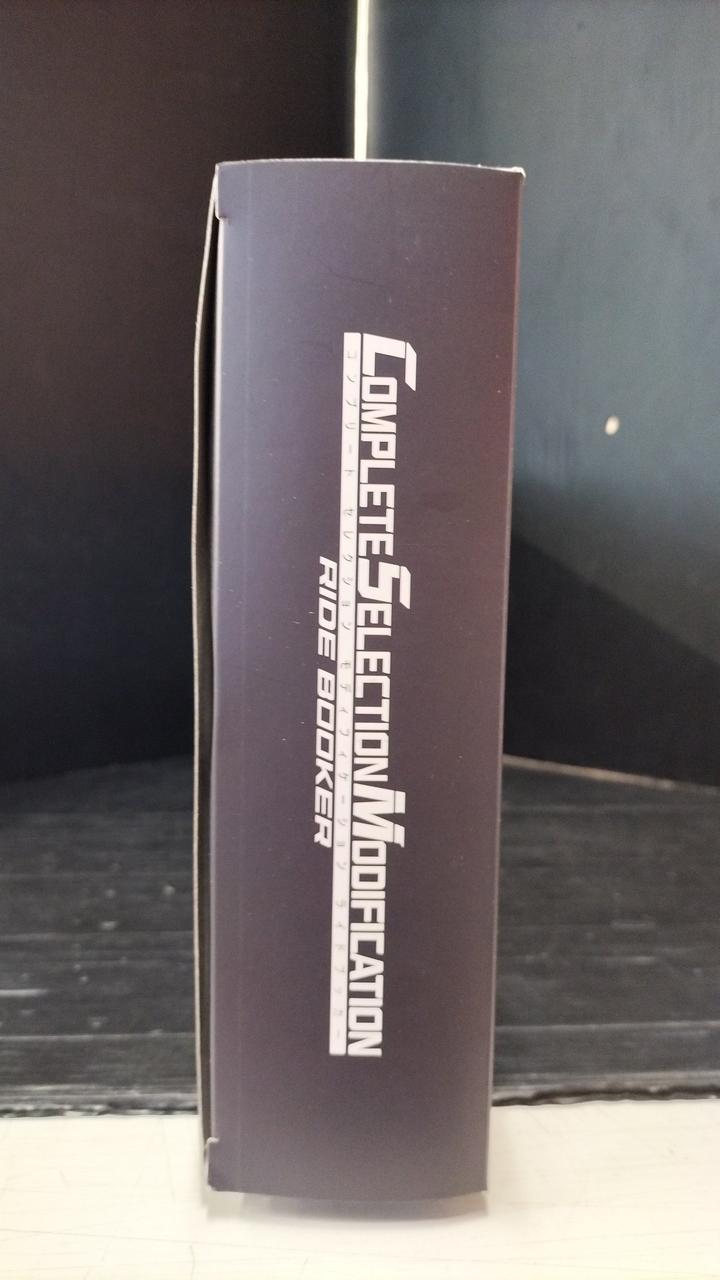 COMPLETE SELECTION MODIFICATION
コンプリート セレクション モディフィケーション ライドブッカー
RIDE BOOKER